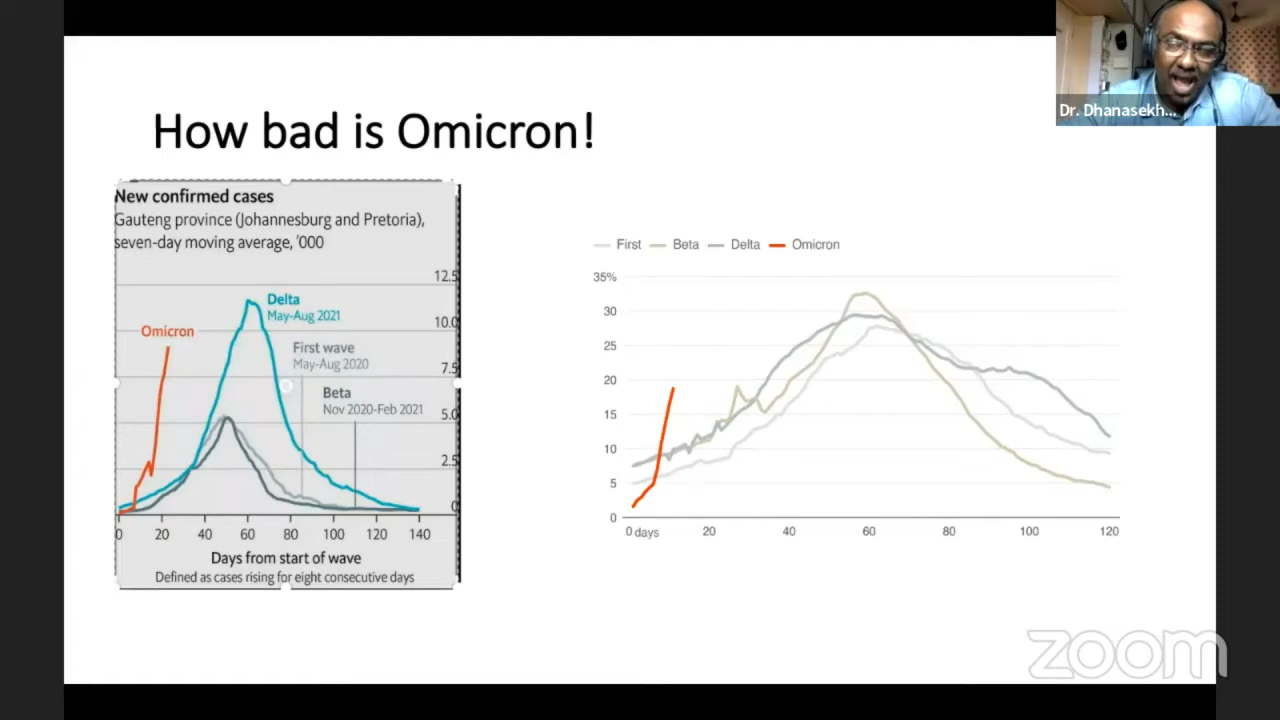 Dr. Dhanasekh...
How bad is Omicron!
New confirmed cases
Gauteng province (Johannesburg and Pretoria),
seven-day moving average, '000
12.5
Delta
May-Aug 2021
10.0
Omicron
First wave
May-Aug 2020
7.5
Beta
Nov 2020-Feb 2021
5.0
2.5
0
0 20 40 60 80 100 120 140
Days from start of wave
Defined as cases rising for eight consecutive days
First Beta Delta Omicron
35%
30
25
20
15
10
5
0
0 days 20 40 60 80 100 120
zoom